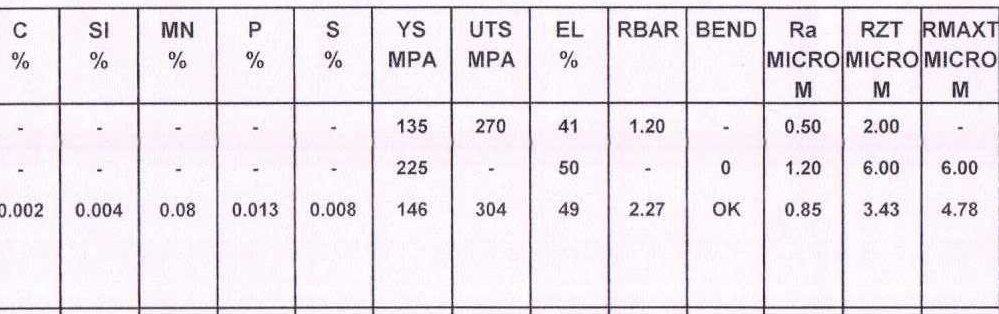 C SI MN P S YS UTS EL RBAR BEND Ra RZT RMAXT
% % % % % MPA MPA % MICRO MICRO MICRO
M M M
- - - - - 135 270 41 1.20 - 0.50 2.00 -
- - - - - 225 - 50 - 0 1.20 6.00 6.00
0.002 0.004 0.08 0.013 0.008 146 304 49 2.27 OK 0.85 3.43 4.78